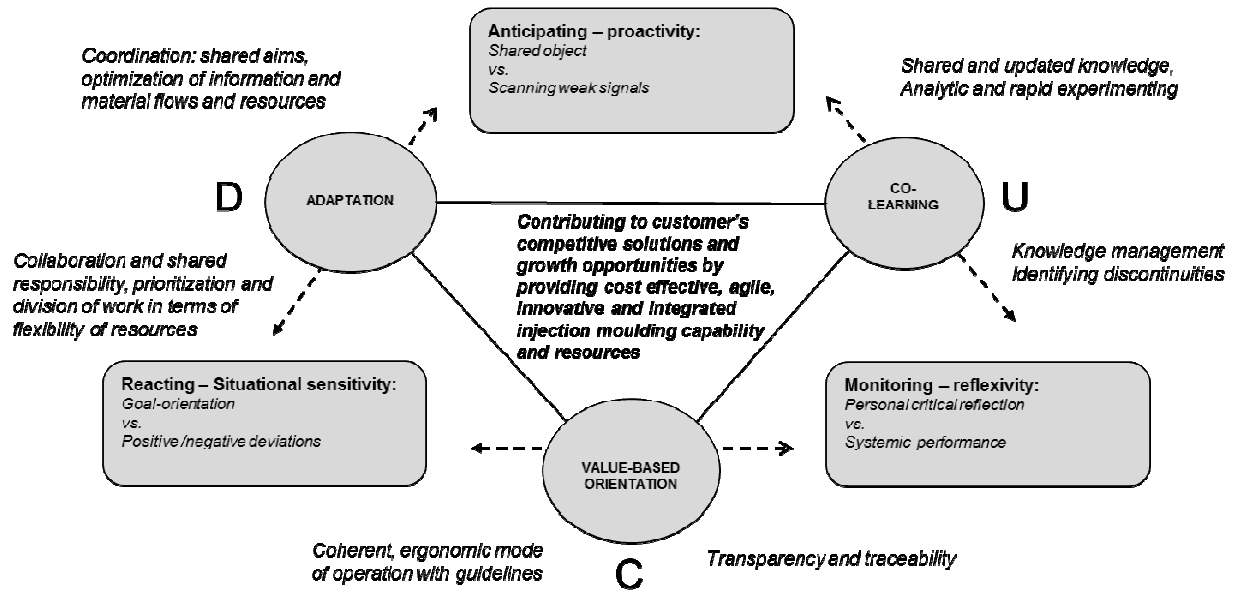 Anticipating – proactivity:
Shared object
vs.
Scanning weak signals
Coordination: shared aims,
optimization of information and
material flows and resources
Shared and updated knowledge,
Analytic and rapid experimenting
D
ADAPTATION
CO-
LEARNING
U
Contributing to customer's
competitive solutions and
growth opportunities by
providing cost effective, agile,
innovative and integrated
injection moulding capability
and resources
Collaboration and shared
responsibility, prioritization and
division of work in terms of
flexibility of resources
Knowledge management
Identifying discontinuities
Reacting – Situational sensitivity:
Goal-orientation
vs.
Positive/negative deviations
Monitoring – reflexivity:
Personal critical reflection
vs.
Systemic performance
VALUE-BASED
ORIENTATION
Coherent, ergonomic mode
of operation with guidelines
C
Transparency and traceability